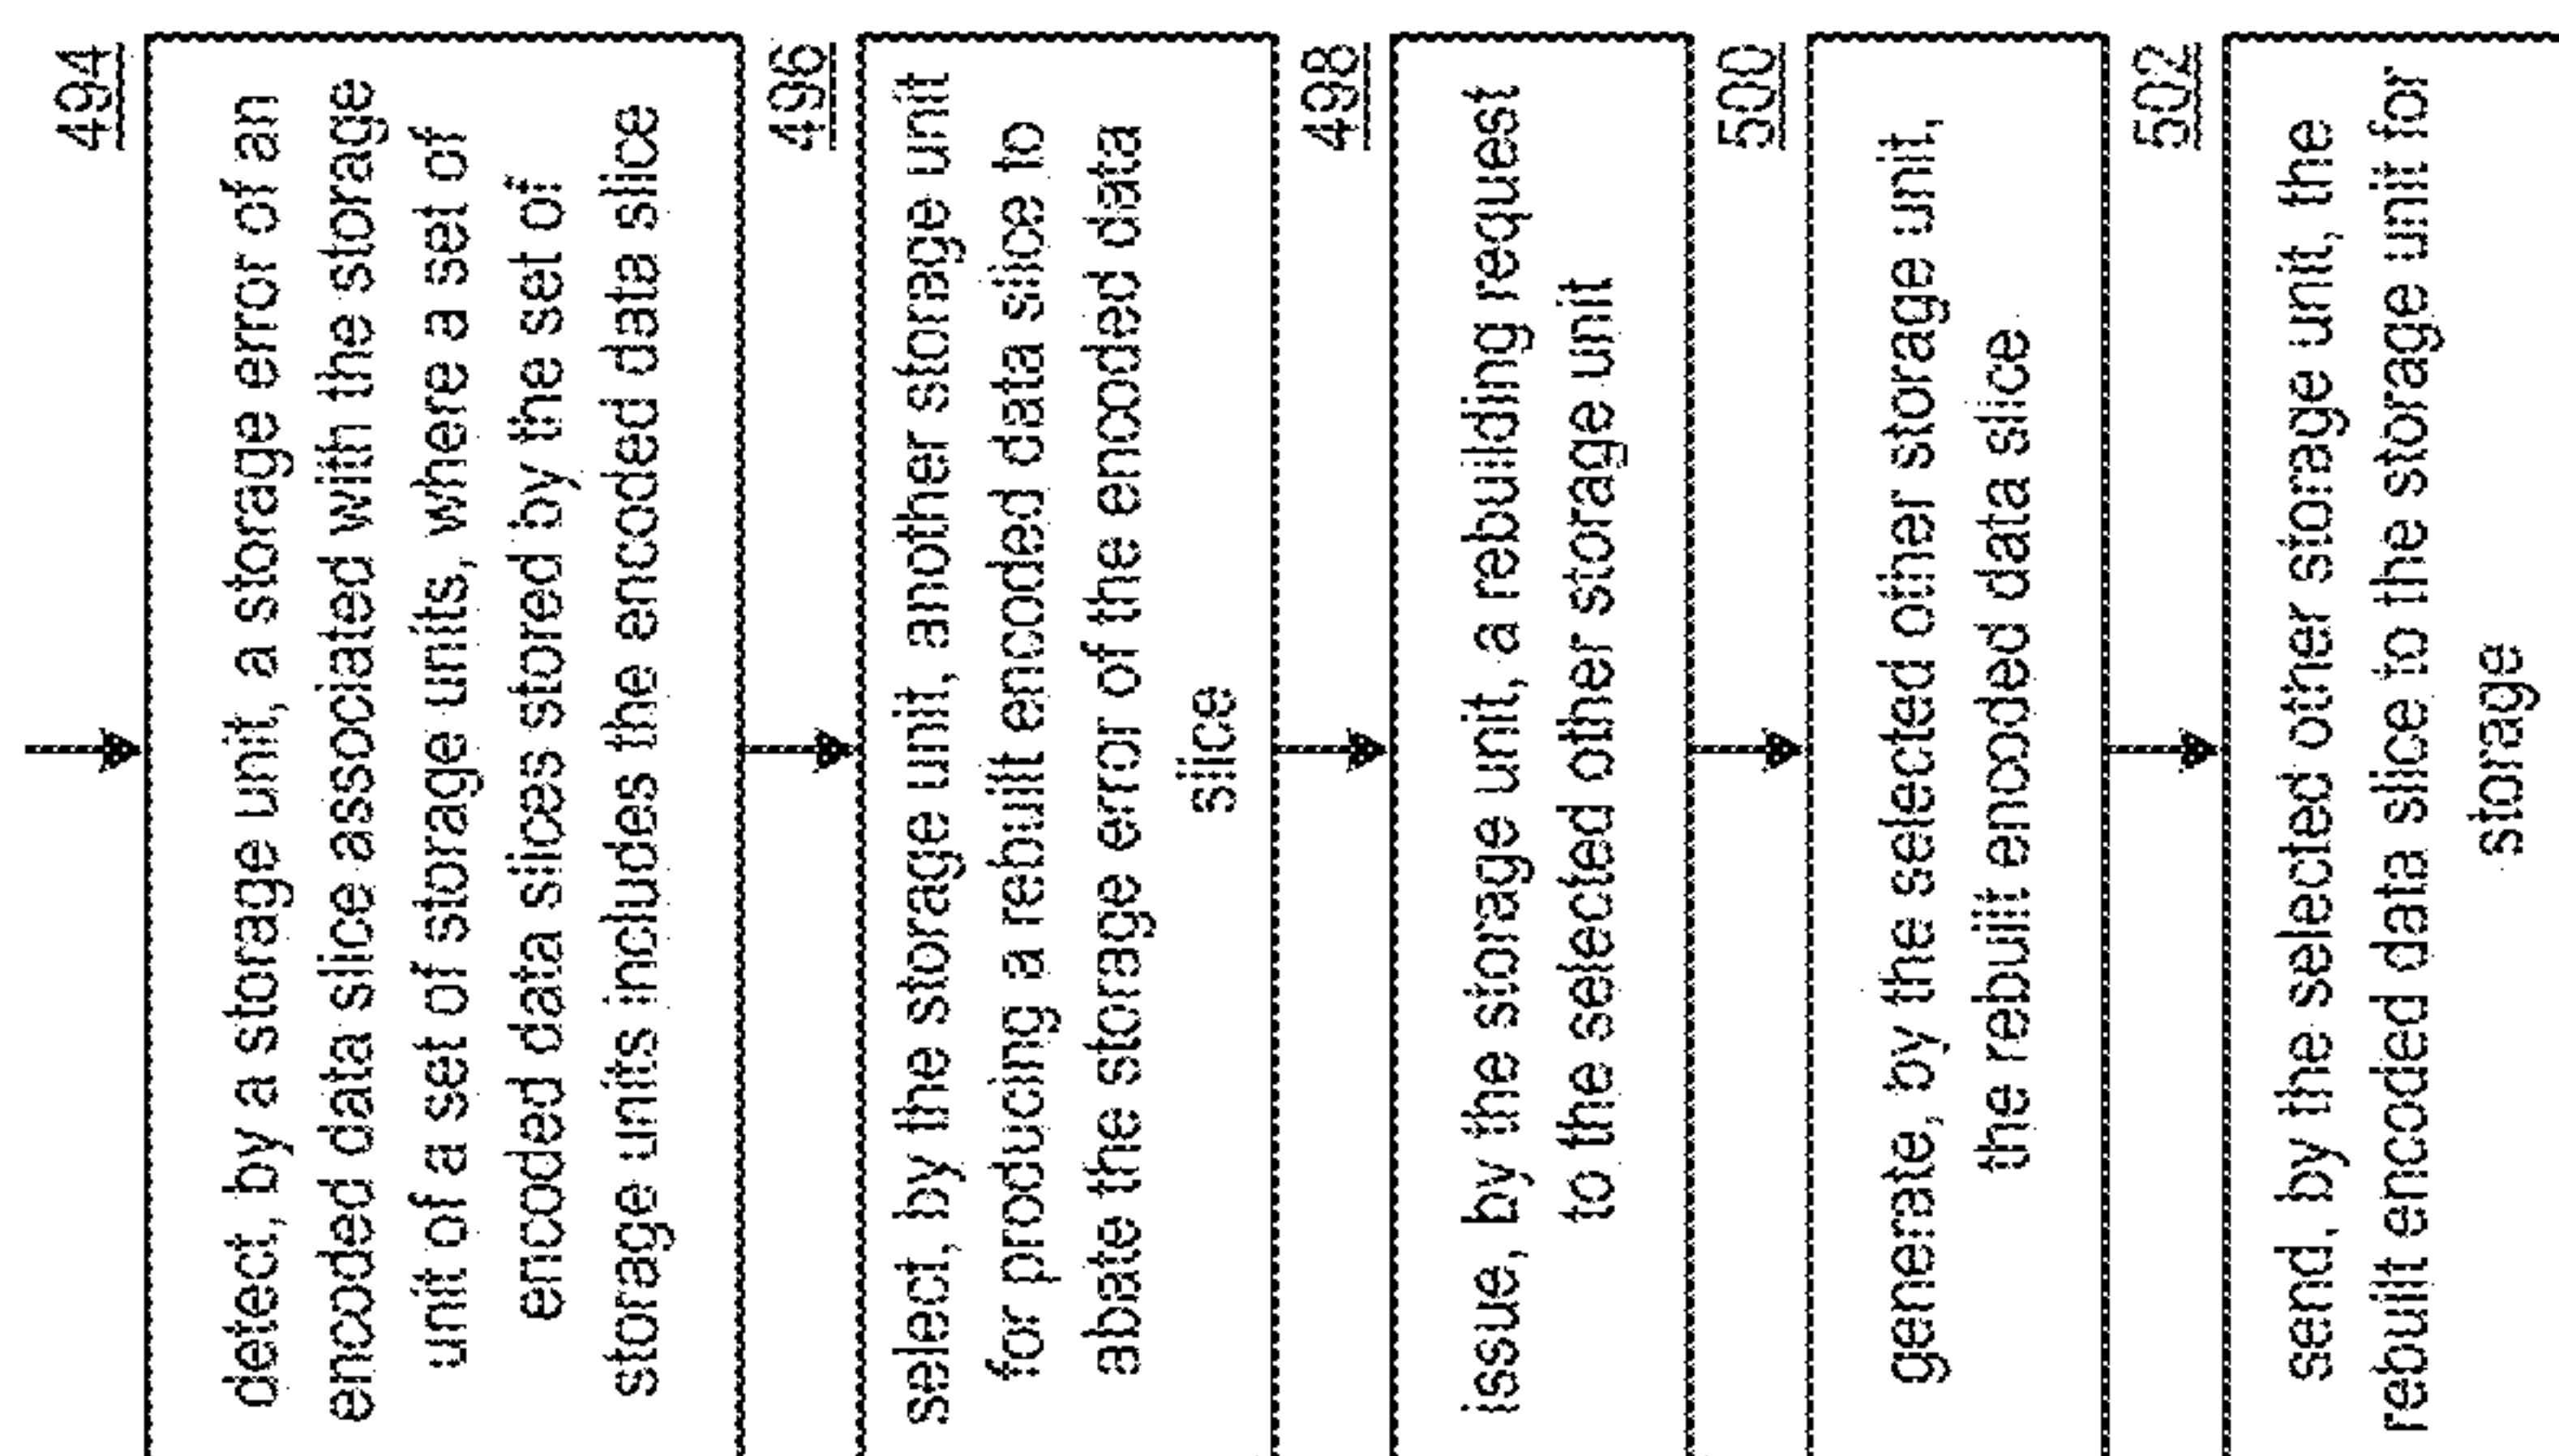 494
detect, by a storage unit, a storage error of an
encoded data slice associated with the storage
unit of a set of storage units, where a set of
encoded data slices stored by the set of
storage units includes the encoded data slice
496
select, by the storage unit, another storage unit
for producing a rebuilt encoded data slice to
abate the storage error of the encoded data
slice
498
issue, by the storage unit, a rebuilding request
to the selected other storage unit
500
generate, by the selected other storage unit,
the rebuilt encoded data slice
502
send, by the selected other storage unit, the
rebuilt encoded data slice to the storage unit for
storage